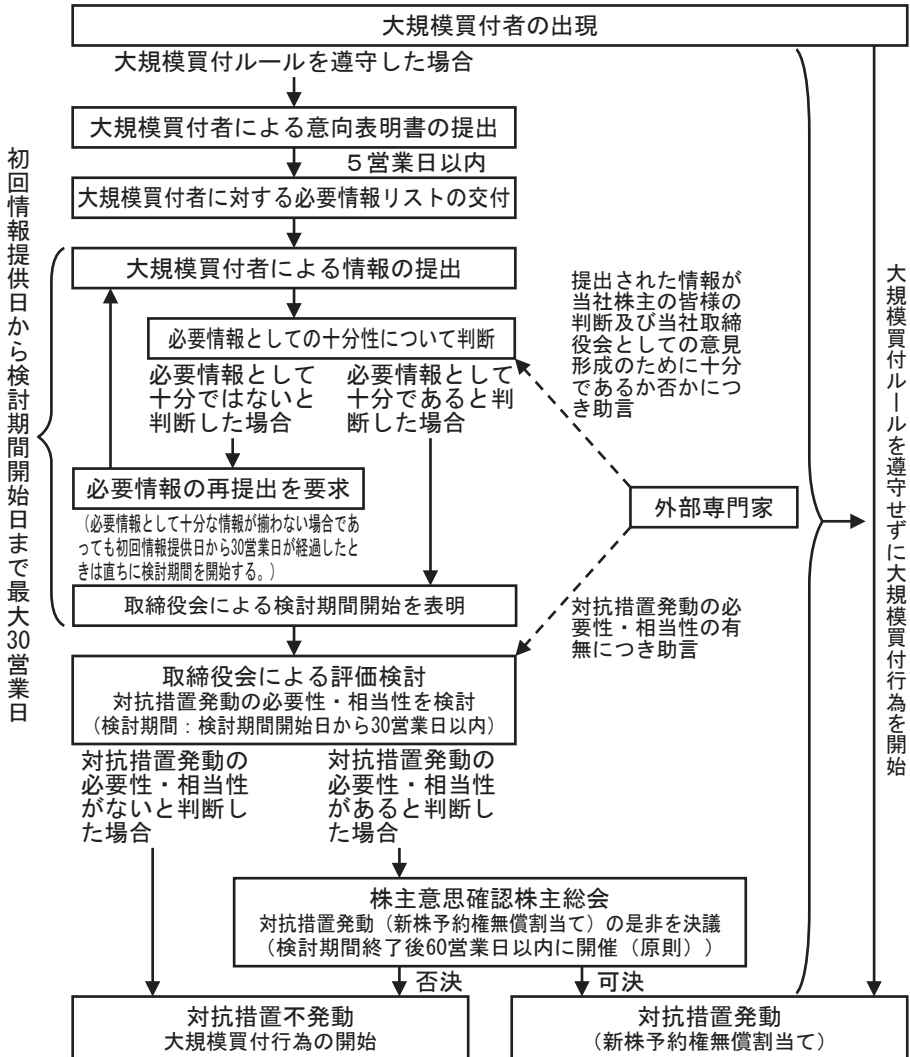 大規模買付者の出現
大規模買付ルールを遵守した場合
大規模買付者による意向表明書の提出
５営業日以内
大規模買付者に対する必要情報リストの交付
大規模買付者による情報の提出
必要情報としての十分性について判断
必要情報として
十分ではないと
判断した場合
必要情報として
十分であると判
断した場合
必要情報の再提出を要求
（必要情報として十分な情報が揃わない場合であ
っても初回情報提供日から30営業日が経過したと
きは直ちに検討期間を開始する。）
取締役会による検討期間開始を表明
初回情報提供日から検討期間開始日まで最大30営業日
提出された情報が
当社株主の皆様の
判断及び当社取締
役会としての意見
形成のために十分
であるか否かにつ
き助言
外部専門家
対抗措置発動の必
要性・相当性の有
無につき助言
大規模買付ルールを遵守せずに大規模買付行為を開始
取締役会による評価検討
対抗措置発動の必要性・相当性を検討
（検討期間：検討期間開始日から30営業日以内）
対抗措置発動の
必要性・相当性
がないと判断し
た場合
対抗措置発動の
必要性・相当性
があると判断し
た場合
株主意思確認株主総会
対抗措置発動（新株予約権無償割当て）の是非を決議
（検討期間終了後60営業日以内に開催（原則））
否決
可決
対抗措置不発動
大規模買付行為の開始
対抗措置発動
（新株予約権無償割当て）